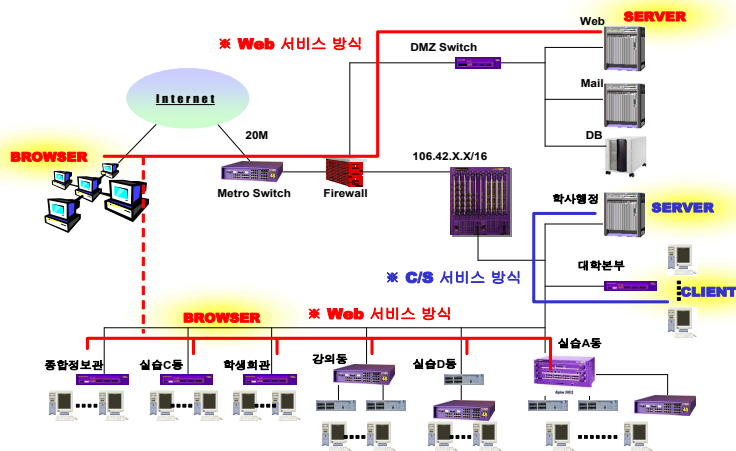 Web
SERVER
※ Web 서비스 방식
DMZ Switch
Mail
Internet
DB
20M
BROWSER
106.42.X.X/16
Metro Switch
Firewall
학사행정
SERVER
※ C/S 서비스 방식
대학본부
CLIENT
BROWSER
※ Web 서비스 방식
종합정보관
실습C동
학생회관
강의동
실습D동
실습A동